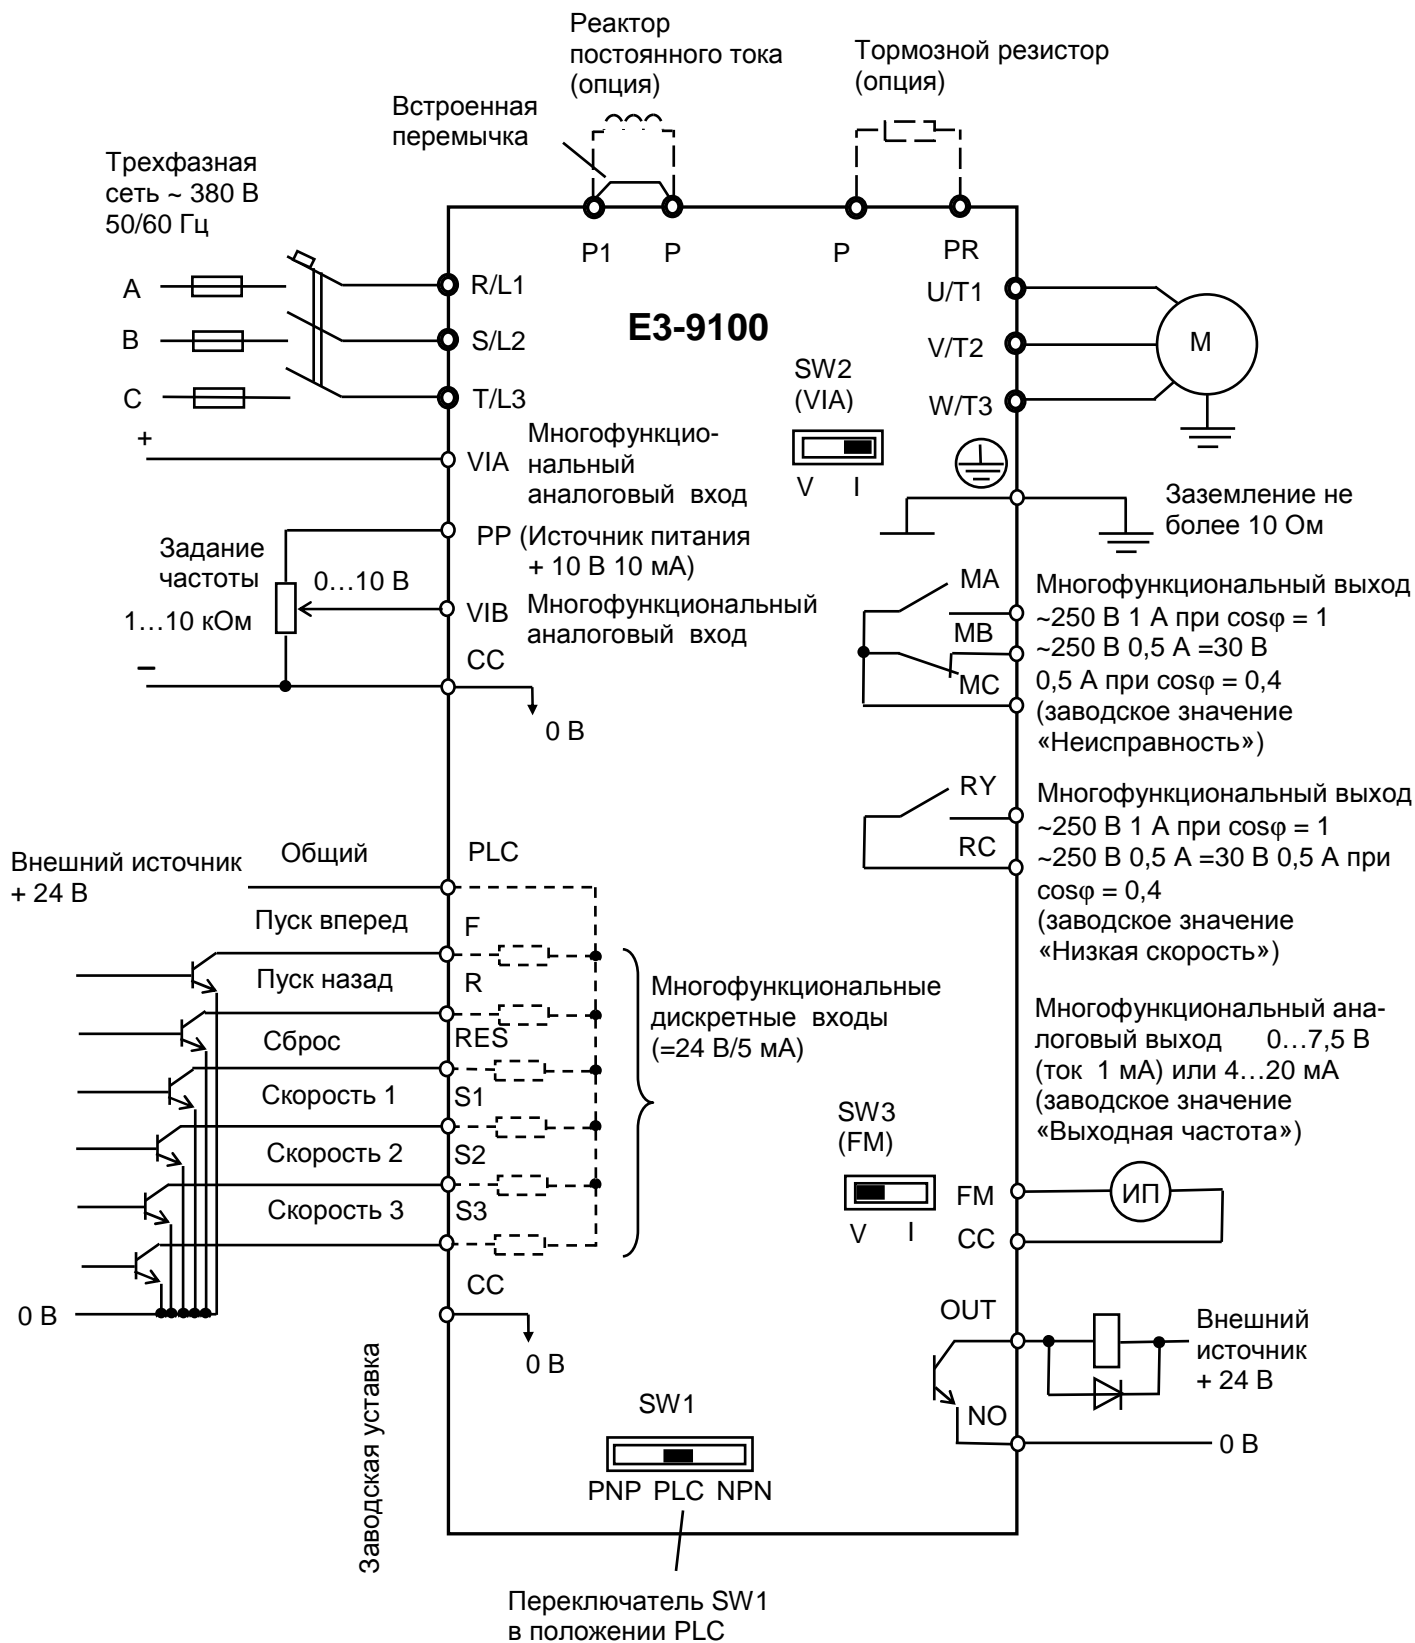 Реактор
постоянного тока
(опция)
Тормозной резистор
(опция)
Встроенная
перемычка
Трехфазная
сеть ~ 380 В
50/60 Гц
P1
P
P
PR
A
R/L1
U/T1
B
S/L2
E3-9100
V/T2
M
C
T/L3
W/T3
SW2
(VIA)
V
I
+
VIA
Многофункцио-
нальный
аналоговый вход
Заземление не
более 10 Ом
PP (Источник питания
+ 10 В 10 мА)
Задание
частоты
0…10 В
1…10 кОм
VIB
Многофункциональный
аналоговый вход
–
CC
0 В
MA
MB
MC
Многофункциональный выход
~250 В 1 А при cosφ = 1
~250 В 0,5 А =30 В
0,5 А при cosφ = 0,4
(заводское значение
«Неисправность»)
RY
RC
Многофункциональный выход
~250 В 1 А при cosφ = 1
~250 В 0,5 А =30 В 0,5 А при
cosφ = 0,4
(заводское значение
«Низкая скорость»)
Внешний источник
+ 24 В
Общий
PLC
Пуск вперед
F
Пуск назад
R
Сброс
RES
Скорость 1
S1
Скорость 2
S2
Скорость 3
S3
CC
0 В
0 В
Многофункциональные
дискретные входы
(=24 В/5 мА)
Многофункциональный ана-
логовый выход 0…7,5 В
(ток 1 мА) или 4…20 мА
(заводское значение
«Выходная частота»)
SW3
(FM)
V
I
FM
ИП
CC
OUT
NO
Внешний
источник
+ 24 В
0 В
Заводская уставка
SW1
PNP PLC NPN
Переключатель SW1
в положении PLC